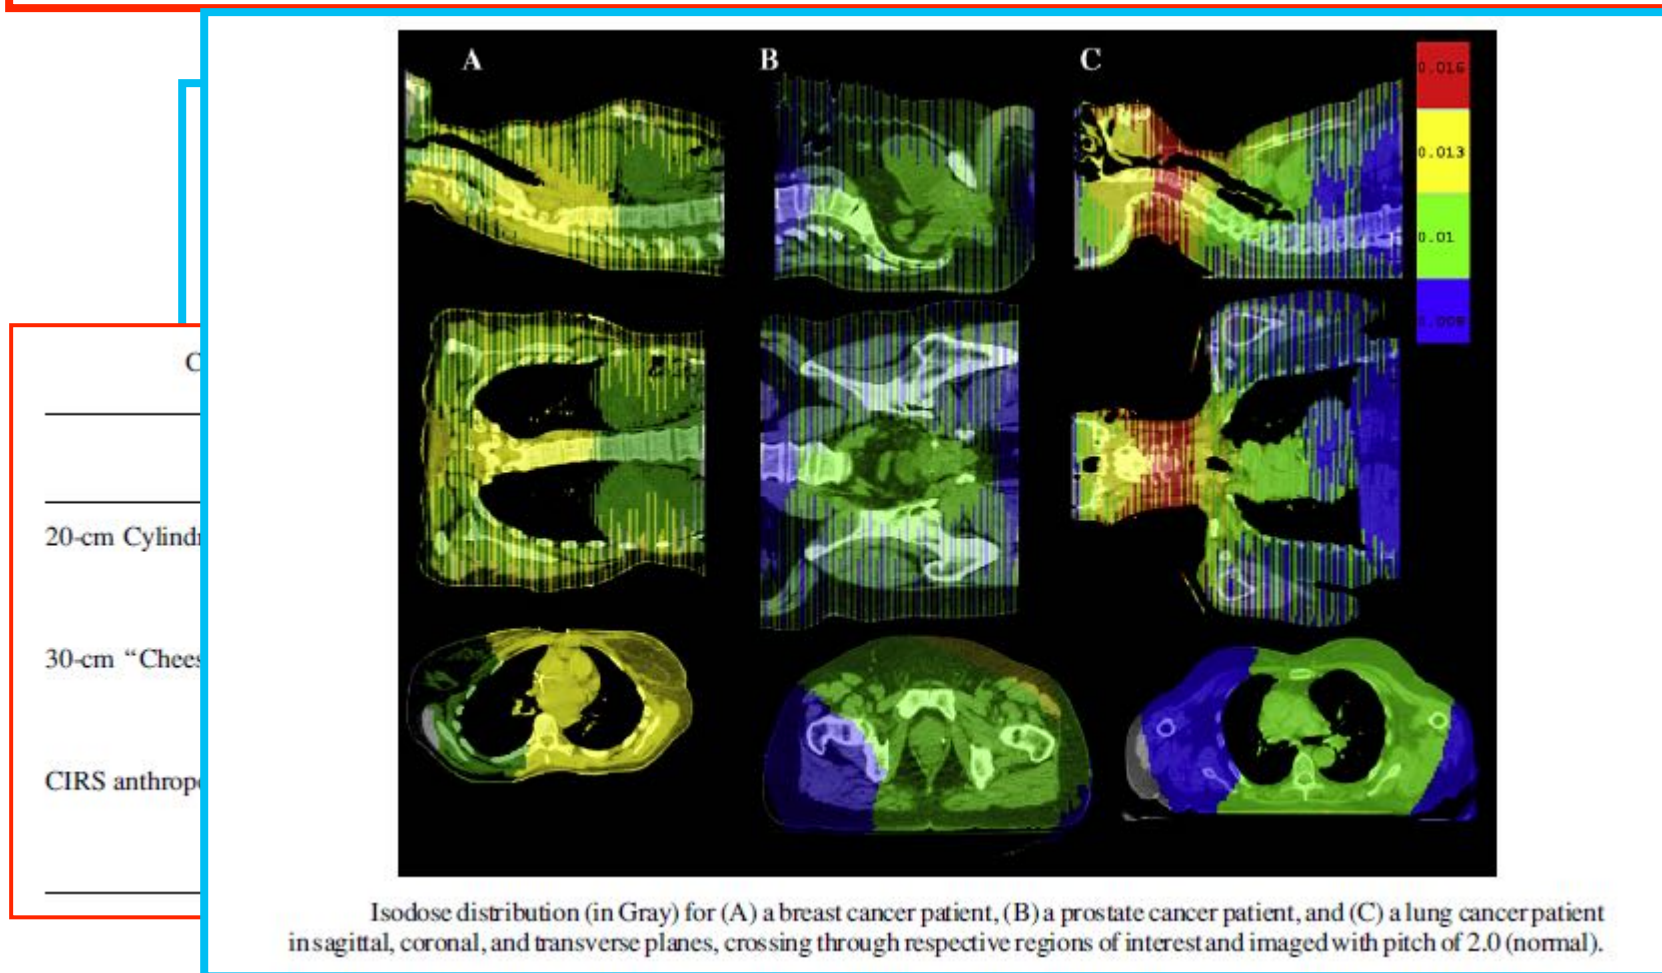 A
B
C
0.016
0.013
0.01
0.008
C
20-cm Cylindr
30-cm “Chees
CIRS anthrop
Isodose distribution (in Gray) for (A) a breast cancer patient, (B) a prostate cancer patient, and (C) a lung cancer patient
in sagittal, coronal, and transverse planes, crossing through respective regions of interest and imaged with pitch of 2.0 (normal).